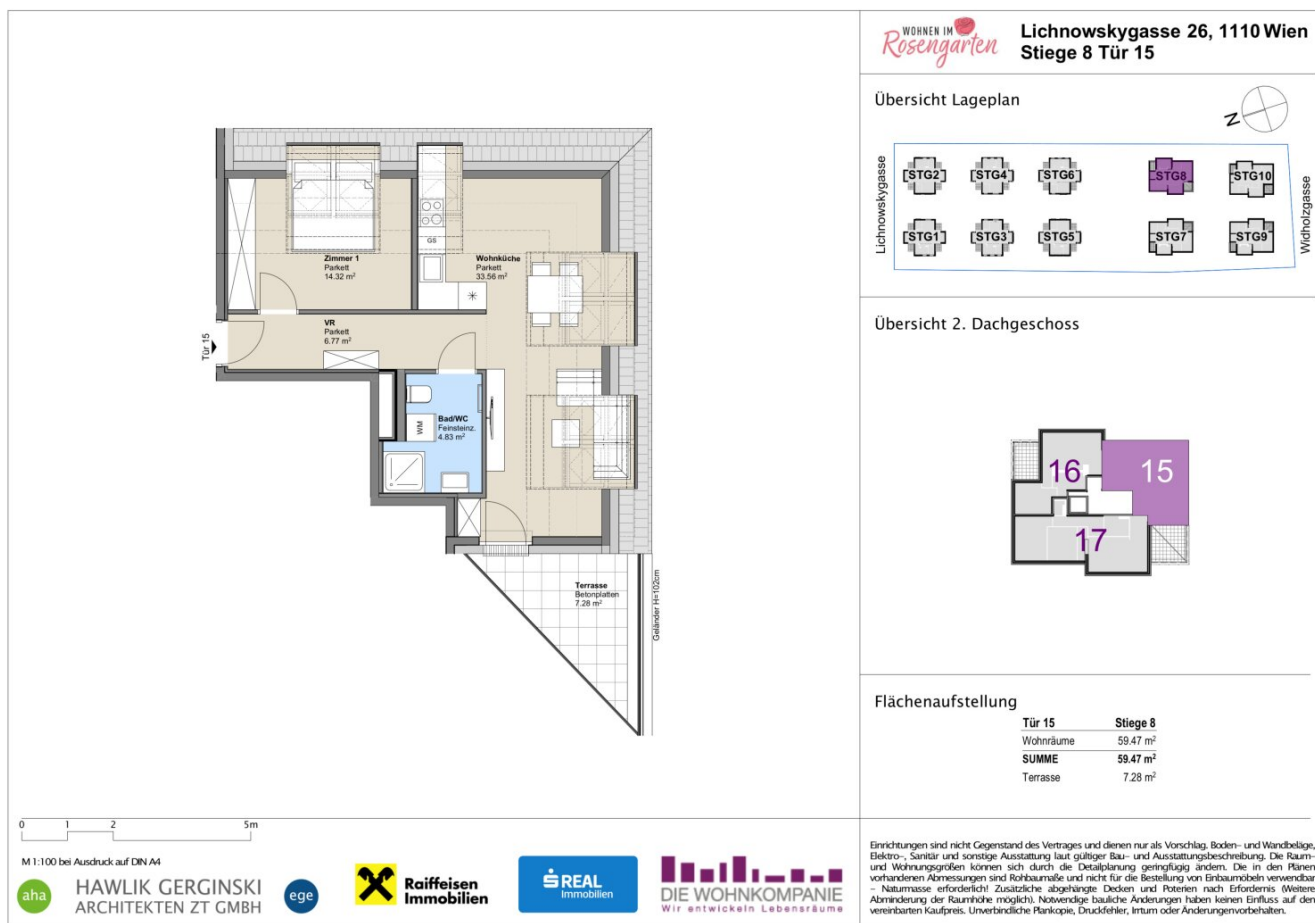 WOHNEN IM
Rosengarten
Lichnowskygasse 26, 1110 Wien
Stiege 8 Tür 15
Übersicht Lageplan
N
Lichnowskygasse
STG2
STG4
STG6
STG8
STG10
STG1
STG3
STG5
STG7
STG9
Widholzgasse
Übersicht 2. Dachgeschoss
16
15
17
Zimmer 1
Parkett
14.32 m²
GS
Wohnküche
Parkett
33.56 m²
VR
Parkett
6.77 m²
Tür 15
Bad/WC
Feinsteinz.
4.83 m²
WM
Terrasse
Betonplatten
7.28 m²
Geländer H=102cm
Flächenaufstellung
Tür 15 Stiege 8
Wohnräume 59.47 m²
SUMME 59.47 m²
Terrasse 7.28 m²
0 1 2 5m
M 1:100 bei Ausdruck auf DIN A4
aha
HAWLIK GERGINSKI
ARCHITEKTEN ZT GMBH
ege
Raiffeisen
Immobilien
S REAL
Immobilien
DIE WOHNKOMPANIE
Wir entwickeln Lebensräume
Einrichtungen sind nicht Gegenstand des Vertrages und dienen nur als Vorschlag. Boden– und Wandbeläge,
Elektro–, Sanitär und sonstige Ausstattung laut gültiger Bau– und Ausstattungsbeschreibung. Die Raum–
und Wohnungsgrößen können sich durch die Detailplanung geringfügig ändern. Die in den Plänen
vorhandenen Abmessungen sind Rohbaumaße und nicht für die Bestellung von Einbaumöbeln verwendbar
– Naturmasse erforderlich! Zusätzliche abgehängte Decken und Poterien nach Erfordernis (Weitere
Abminderung der Raumhöhe möglich). Notwendige bauliche Änderungen haben keinen Einfluss auf den
vereinbarten Kaufpreis. Unverbindliche Plankopie, Druckfehler, Irrtum oder Änderungenvorbehalten.